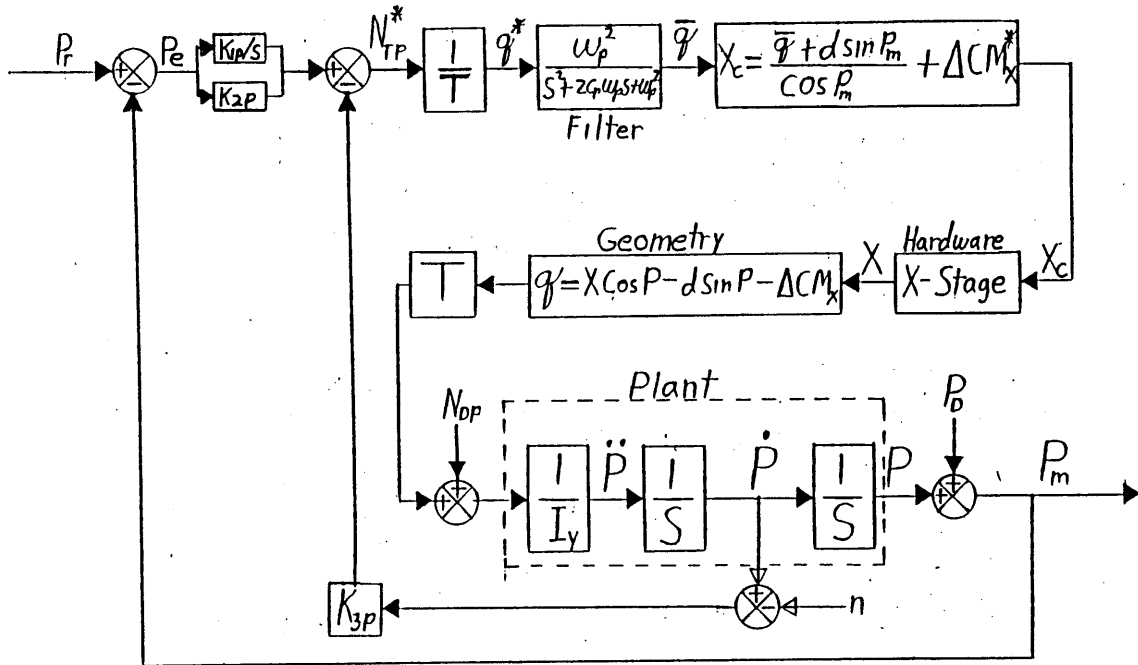 Pr
Pe
K1p/S
K2P
N*TP
1/T
q*
ωp²
S²+2ζpωpS+ωp²
Filter
q̄
Xc = (q̄ + d sin Pm)/(cos Pm) + ΔCM*x
Geometry
Hardware
T
q = X Cos P - d Sin P - ΔCMx
X
X-Stage
Xc
Plant
NDP
PD
1/Iy
P̈
1/S
Ṗ
1/S
P
Pm
K3P
n